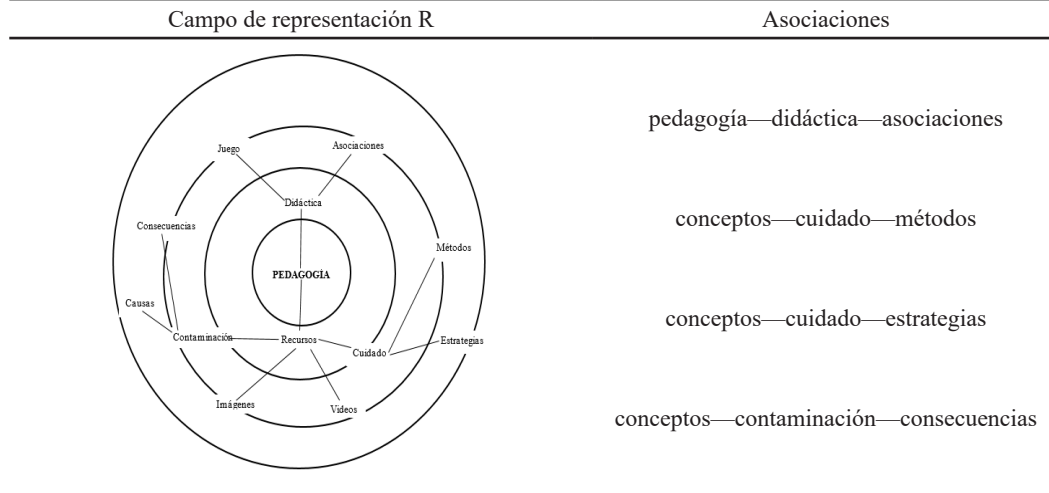 Campo de representación R
Asociaciones
Juego
Asociaciones
Didáctica
Consecuencias
Métodos
PEDAGOGÍA
Causas
Contaminación
Recursos
Cuidado
Estrategias
Imágenes
Videos
pedagogía—didáctica—asociaciones
conceptos—cuidado—métodos
conceptos—cuidado—estrategias
conceptos—contaminación—consecuencias